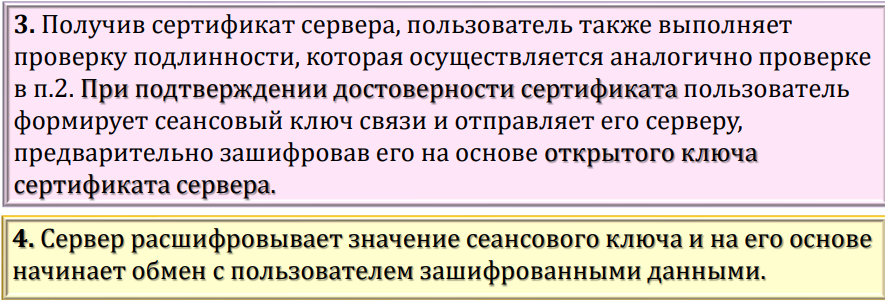 3. Получив сертификат сервера, пользователь также выполняет
проверку подлинности, которая осуществляется аналогично проверке
в п.2. При подтверждении достоверности сертификата пользователь
формирует сеансовый ключ связи и отправляет его серверу,
предварительно зашифровав его на основе открытого ключа
сертификата сервера.
4. Сервер расшифровывает значение сеансового ключа и на его основе
начинает обмен с пользователем зашифрованными данными.